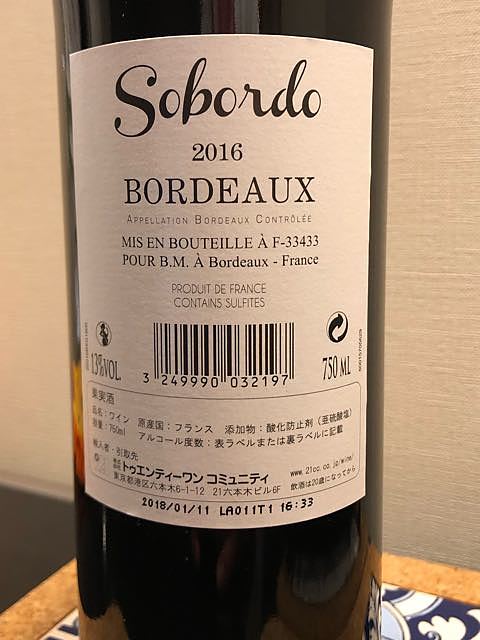 Sobordo
2016
BORDEAUX
APPELLATION BORDEAUX CONTRÔLÉE
MIS EN BOUTEILLE À F-33433
POUR B.M. À Bordeaux - France
PRODUIT DE FRANCE
CONTAINS SULFITES
13%VOL.
3 249990 032197
750 ML
果実酒
品名:ワイン 原産国:フランス 添加物:酸化防止剤(亜硫酸塩)
容量:750ml アルコール度数:表ラベルまたは裏ラベルに記載
輸入者・引取先
株式会社 トゥエンティーワン コミュニティ
www.21cc.co.jp/wine/
東京都港区六本木6-1-12 21六本木ビル6F
飲酒は20歳になってから
2018/01/11 LA011T1 16:33